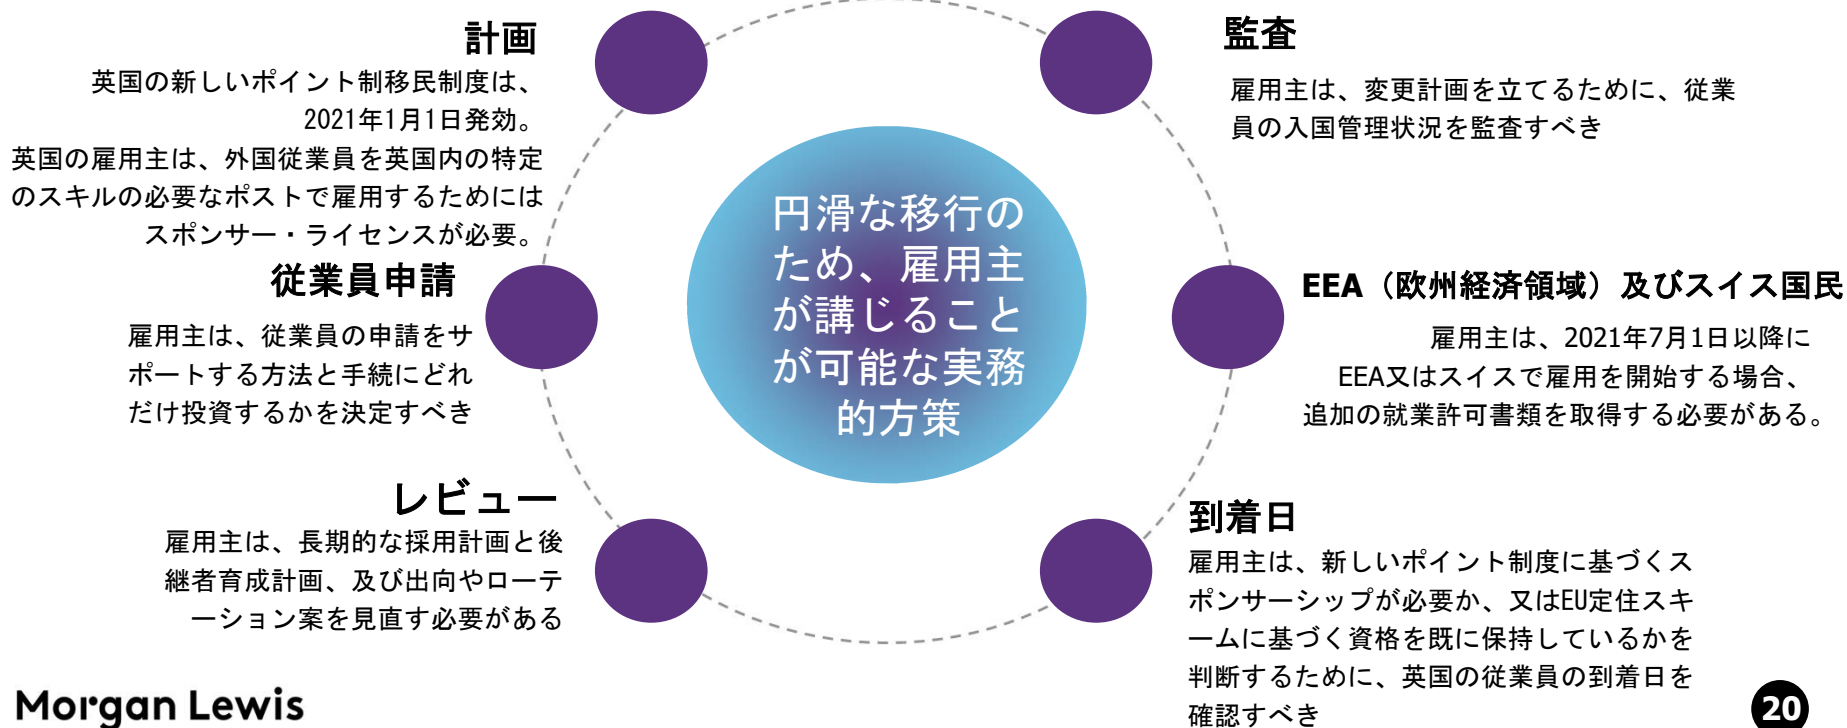 計画
英国の新しいポイント制移民制度は、
2021年1月1日発効。
英国の雇用主は、外国従業員を英国内の特定
のスキルの必要なポストで雇用するためには
スポンサー・ライセンスが必要。
従業員申請
雇用主は、従業員の申請をサ
ポートする方法と手続にどれ
だけ投資するかを決定すべき
レビュー
雇用主は、長期的な採用計画と後
継者育成計画、及び出向やローテ
ーション案を見直す必要がある
円滑な移行の
ため、雇用主
が講じること
が可能な実務
的方策
監査
雇用主は、変更計画を立てるために、従業
員の入国管理状況を監査すべき
EEA（欧州経済領域）及びスイス国民
雇用主は、2021年7月1日以降に
EEA又はスイスで雇用を開始する場合、
追加の就業許可書類を取得する必要がある。
到着日
雇用主は、新しいポイント制度に基づくス
ポンサーシップが必要か、又はEU定住スキ
ームに基づく資格を既に保持しているかを
判断するために、英国の従業員の到着日を
確認すべき
Morgan Lewis
20